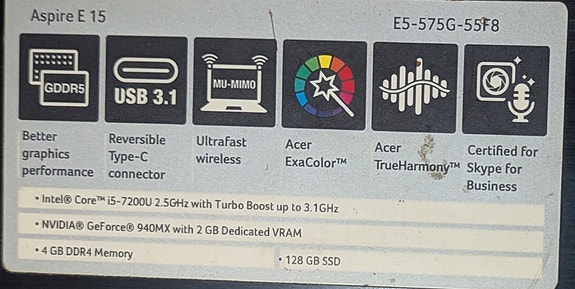 Aspire E 15
E5-575G-55F8
GDDR5
USB 3.1
MU-MIMO
Better
graphics
performance
Reversible
Type-C
connector
Ultrafast
wireless
Acer
ExaColor™
Acer
TrueHarmony™
Certified for
Skype for
Business
• Intel® Core™ i5-7200U 2.5GHz with Turbo Boost up to 3.1GHz
• NVIDIA® GeForce® 940MX with 2 GB Dedicated VRAM
• 4 GB DDR4 Memory
• 128 GB SSD